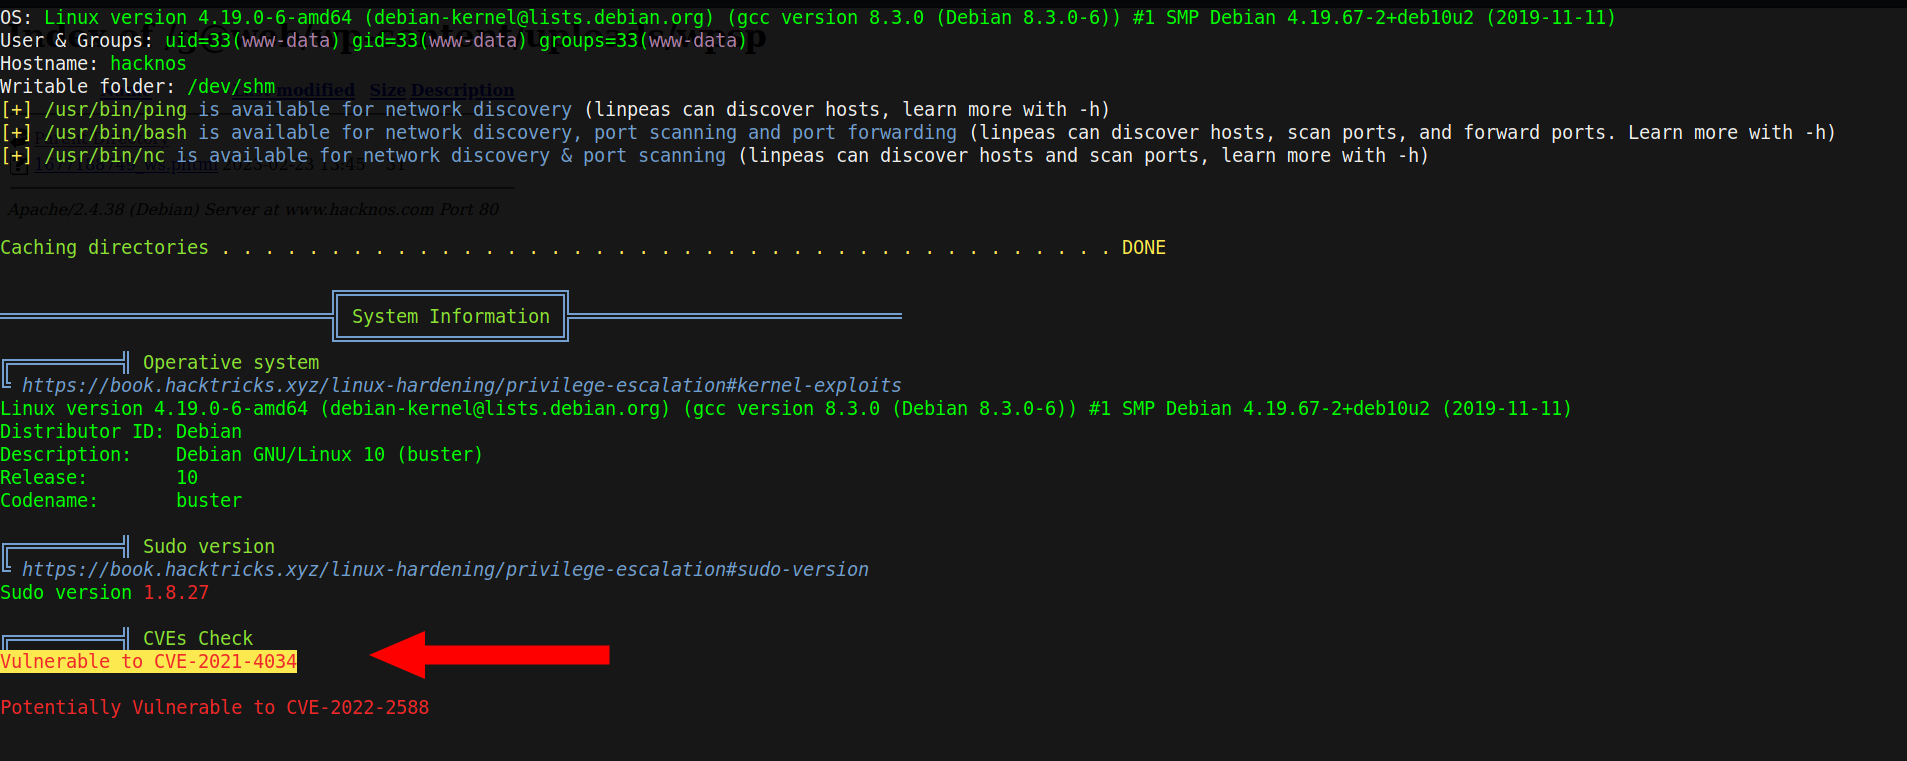 OS: Linux version 4.19.0-6-amd64 (debian-kernel@lists.debian.org) (gcc version 8.3.0 (Debian 8.3.0-6)) #1 SMP Debian 4.19.67-2+deb10u2 (2019-11-11)
User & Groups: uid=33(www-data) gid=33(www-data) groups=33(www-data)
Hostname: hacknos
Writable folder: /dev/shm
modified Size Description
[+] /usr/bin/ping is available for network discovery (linpeas can discover hosts, learn more with -h)
[+] /usr/bin/bash is available for network discovery, port scanning and port forwarding (linpeas can discover hosts, scan ports, and forward ports. Learn more with -h)
[+] /usr/bin/nc is available for network discovery & port scanning (linpeas can discover hosts and scan ports, learn more with -h)
Apache/2.4.38 (Debian) Server at www.hacknos.com Port 80
Caching directories . . . . . . . . . . . . . . . . . . . . . . . . . . . . . . . . . . . . . . . . . DONE
System Information
Operative system
https://book.hacktricks.xyz/linux-hardening/privilege-escalation#kernel-exploits
Linux version 4.19.0-6-amd64 (debian-kernel@lists.debian.org) (gcc version 8.3.0 (Debian 8.3.0-6)) #1 SMP Debian 4.19.67-2+deb10u2 (2019-11-11)
Distributor ID: Debian
Description: Debian GNU/Linux 10 (buster)
Release: 10
Codename: buster
Sudo version
https://book.hacktricks.xyz/linux-hardening/privilege-escalation#sudo-version
Sudo version 1.8.27
CVEs Check
Vulnerable to CVE-2021-4034
Potentially Vulnerable to CVE-2022-2588